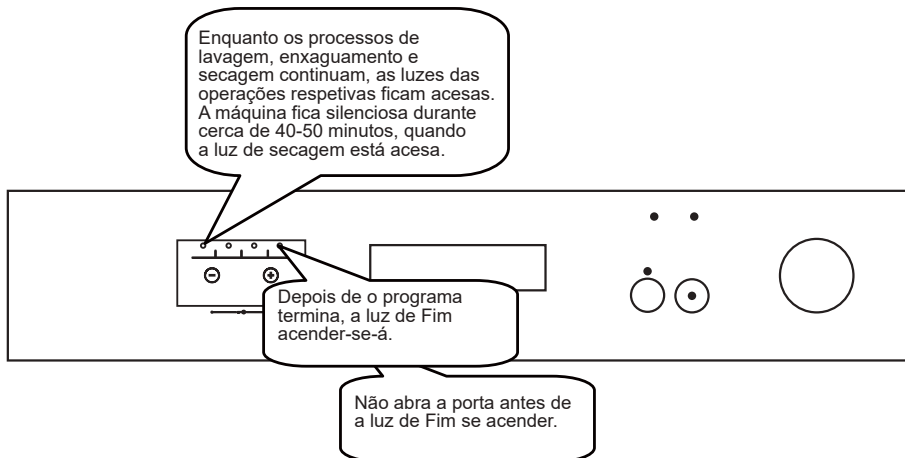 Enquanto os processos de
lavagem, enxaguamento e
secagem continuam, as luzes das
operações respetivas ficam acesas.
A máquina fica silenciosa durante
cerca de 40-50 minutos, quando
a luz de secagem está acesa.
Depois de o programa
termina, a luz de Fim
acender-se-á.
Não abra a porta antes de
a luz de Fim se acender.